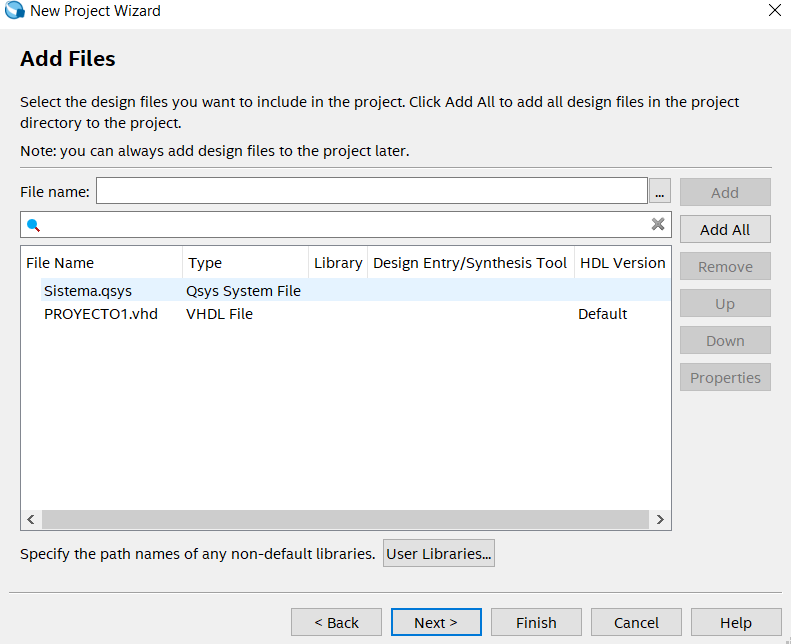 New Project Wizard
Add Files
Select the design files you want to include in the project. Click Add All to add all design files in the project
directory to the project.
Note: you can always add design files to the project later.
File name: ... Add
Add All
File Name Type Library Design Entry/Synthesis Tool HDL Version
Remove
Sistema.qsys Qsys System File
Up
PROYECTO1.vhd VHDL File Default
Down
Properties
Specify the path names of any non-default libraries. User Libraries...
< Back Next > Finish Cancel Help